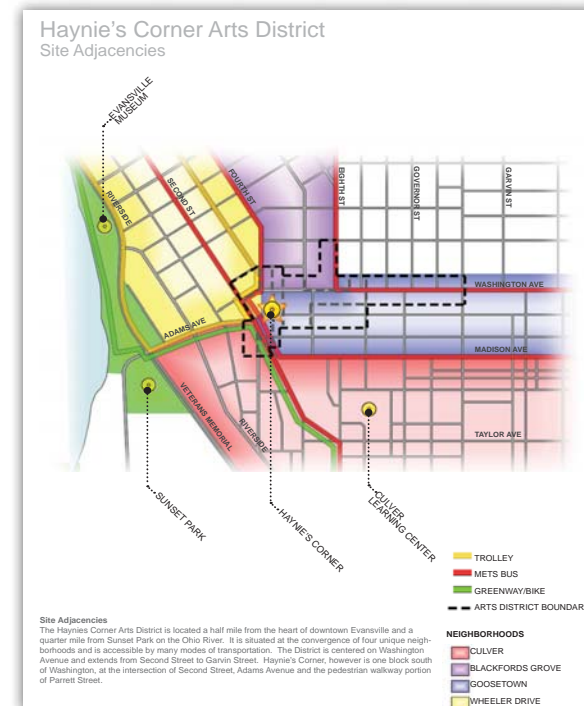 Haynie's Corner Arts District
Site Adjacencies
EVANSVILLE
MUSEUM
RIVERSIDE
SECOND ST
FOURTH ST
EIGHTH ST
GOVERNOR ST
GARVIN ST
WASHINGTON AVE
ADAMS AVE
MADISON AVE
VETERANS MEMORIAL
RIVERSIDE
TAYLOR AVE
SUNSET PARK
HAYNIE'S CORNER
CULVER
LEARNING CENTER
TROLLEY
METS BUS
GREENWAY/BIKE
ARTS DISTRICT BOUNDAR
Site Adjacencies
The Haynies Corner Arts District is located a half mile from the heart of downtown Evansville and a
quarter mile from Sunset Park on the Ohio River. It is situated at the convergence of four unique neigh-
borhoods and is accessible by many modes of transportation. The District is centered on Washington
Avenue and extends from Second Street to Garvin Street. Haynie's Corner, however is one block south
of Washington, at the intersection of Second Street, Adams Avenue and the pedestrian walkway portion
of Parrett Street.
NEIGHBORHOODS
CULVER
BLACKFORDS GROVE
GOOSETOWN
WHEELER DRIVE